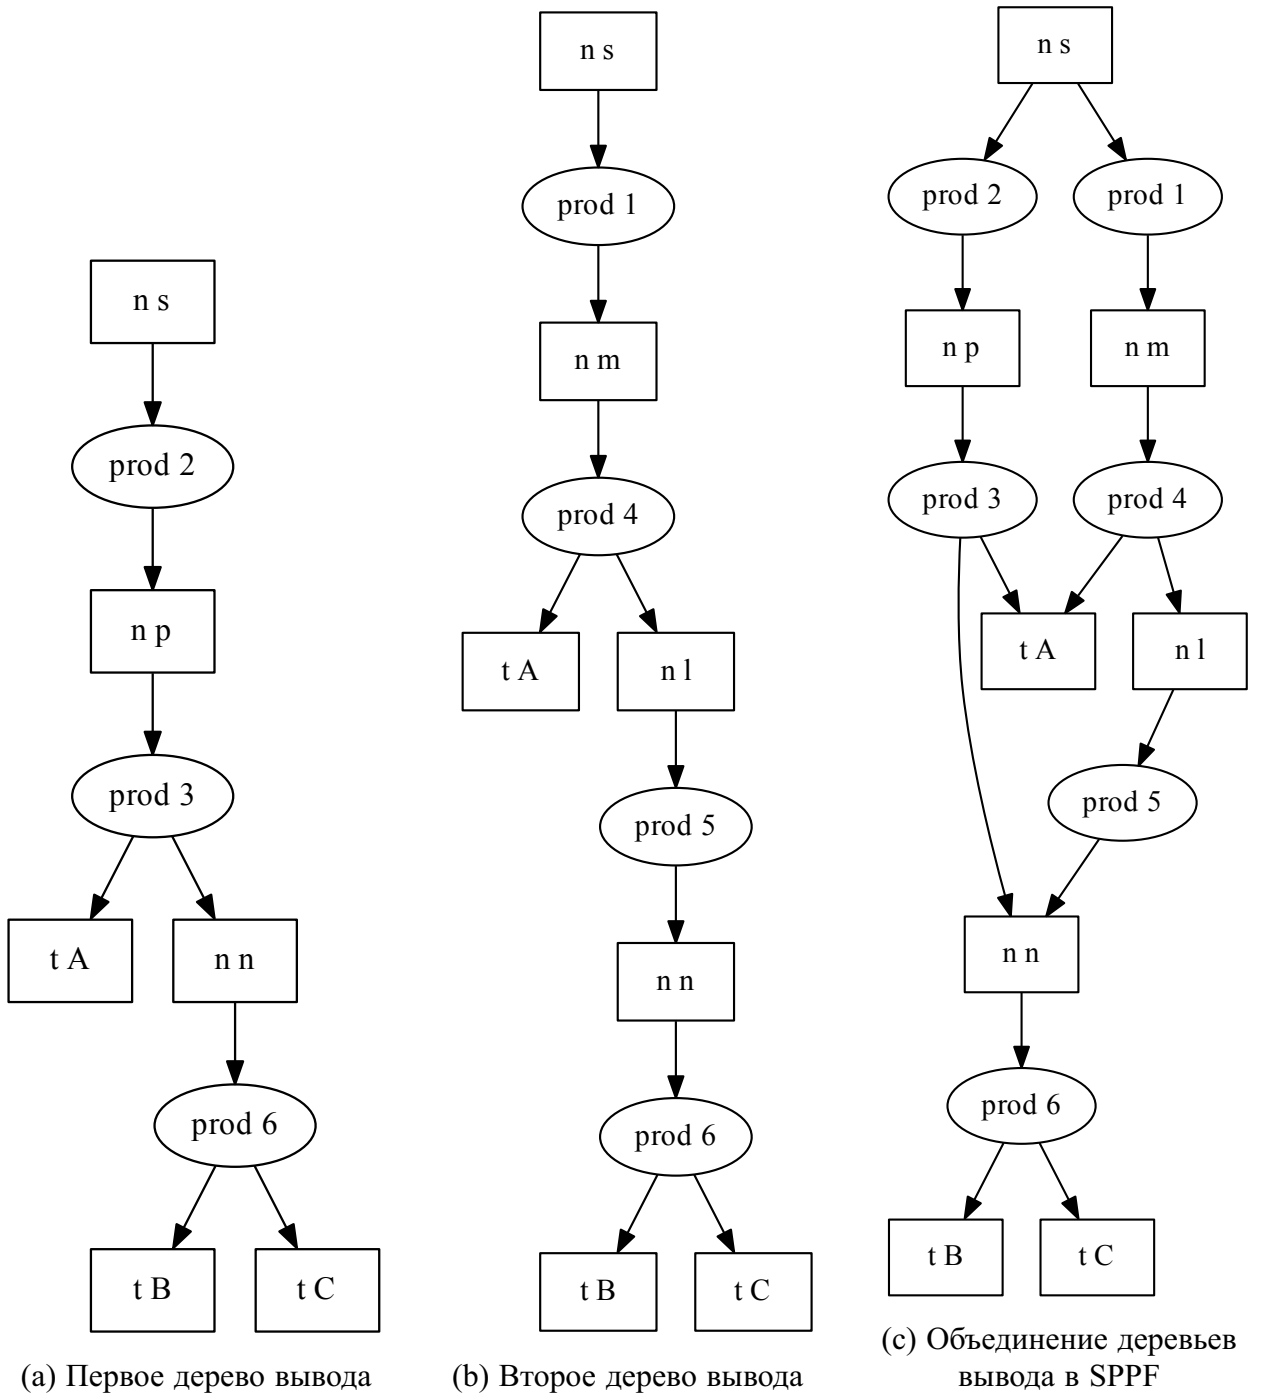 n s
prod 2
n p
prod 3
t A
n n
prod 6
t B
t C
(a) Первое дерево вывода
n s
prod 1
n m
prod 4
t A
n l
prod 5
n n
prod 6
t B
t C
(b) Второе дерево вывода
n s
prod 2
prod 1
n p
n m
prod 3
prod 4
t A
n l
prod 5
n n
prod 6
t B
t C
(c) Объединение деревьев
вывода в SPPF